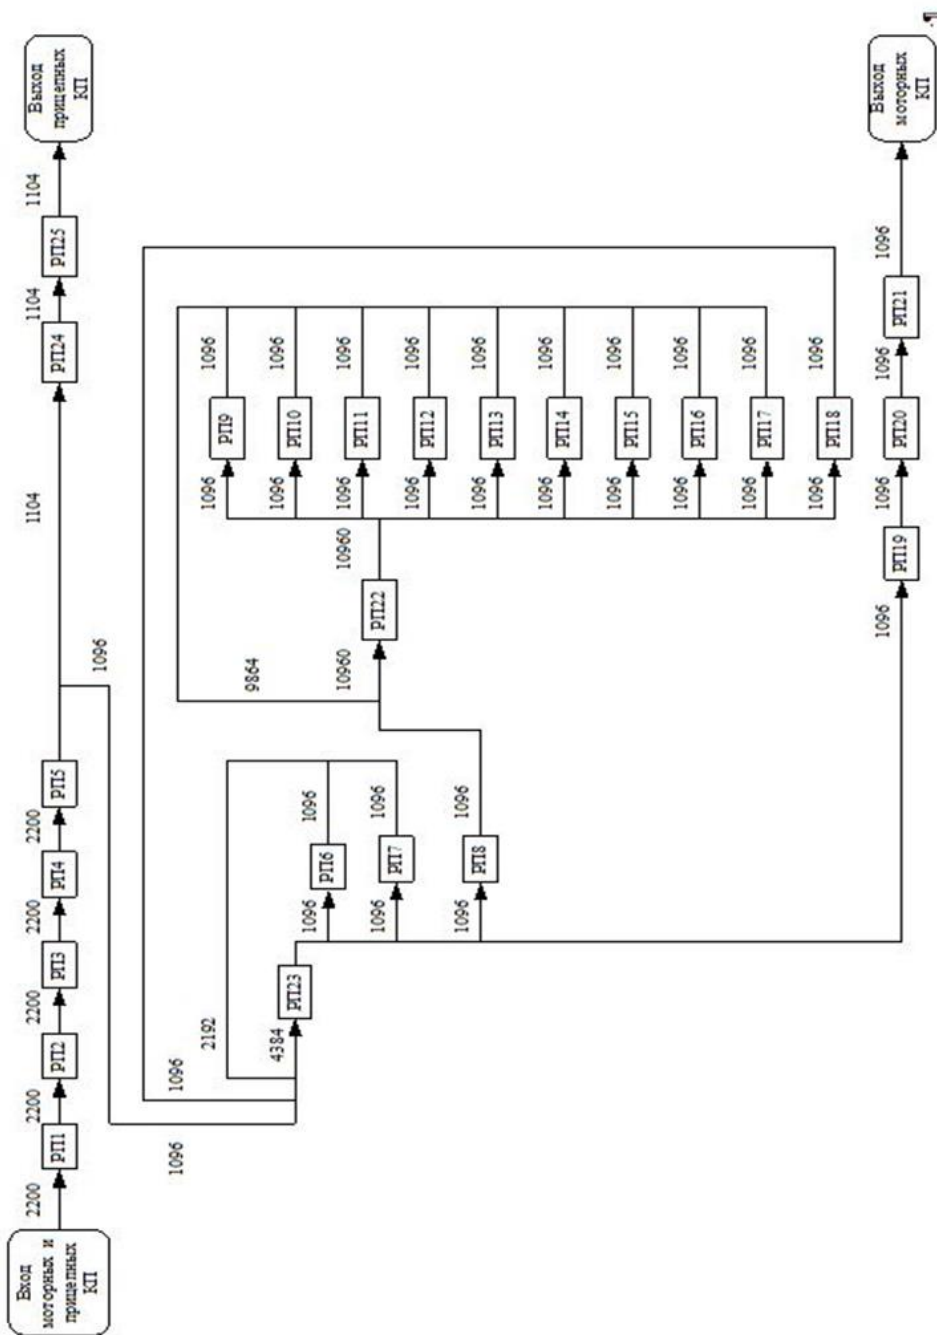 Вход
моторных и
прицепных
КП
2200
РП1
2200
РП2
2200
РП3
2200
РП4
2200
РП5
1104
РП24
1104
РП25
1104
Выход
прицепных
КП
1096
1096
1096
2192
4384
РП23
1096
РП6
1096
1096
РП7
1096
1096
РП8
1096
9864
10960
РП22
10960
1096
РП9
1096
1096
РП10
1096
1096
РП11
1096
1096
РП12
1096
1096
РП13
1096
1096
РП14
1096
1096
РП15
1096
1096
РП16
1096
1096
РП17
1096
1096
РП18
1096
1096
РП19
1096
РП20
1096
РП21
1096
Выход
моторных
КП
.¶